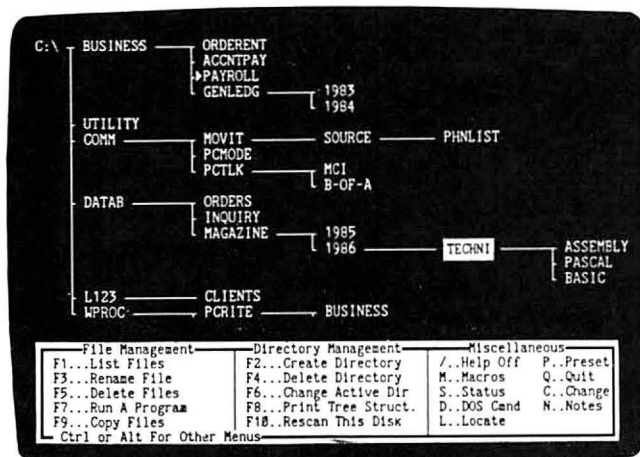 C:\ BUSINESS ORDERENT
ACCNTPAY
PAYROLL
GENLEDG 1983
1984
UTILITY
COMM MOVIT SOURCE PHNLIST
PCMODE
PCTLK MCI
B-OF-A
DATAB ORDERS
INQUIRY
MAGAZINE 1985
1986 TECHNI ASSEMBLY
PASCAL
BASIC
L123 CLIENTS
WPROC PCRITE BUSINESS
File Management Directory Management Miscellaneous
F1...List Files F2...Create Directory /..Help Off P..Preset
F3...Rename File F4...Delete Directory M..Macros Q..Quit
F5...Delete Files F6...Change Active Dir S..Status C..Change
F7...Run A Program F8...Print Tree Struct. D..DOS Cmnd N..Notes
F9...Copy Files F10..Rescan This Disk L..Locate
Ctrl or Alt For Other Menus